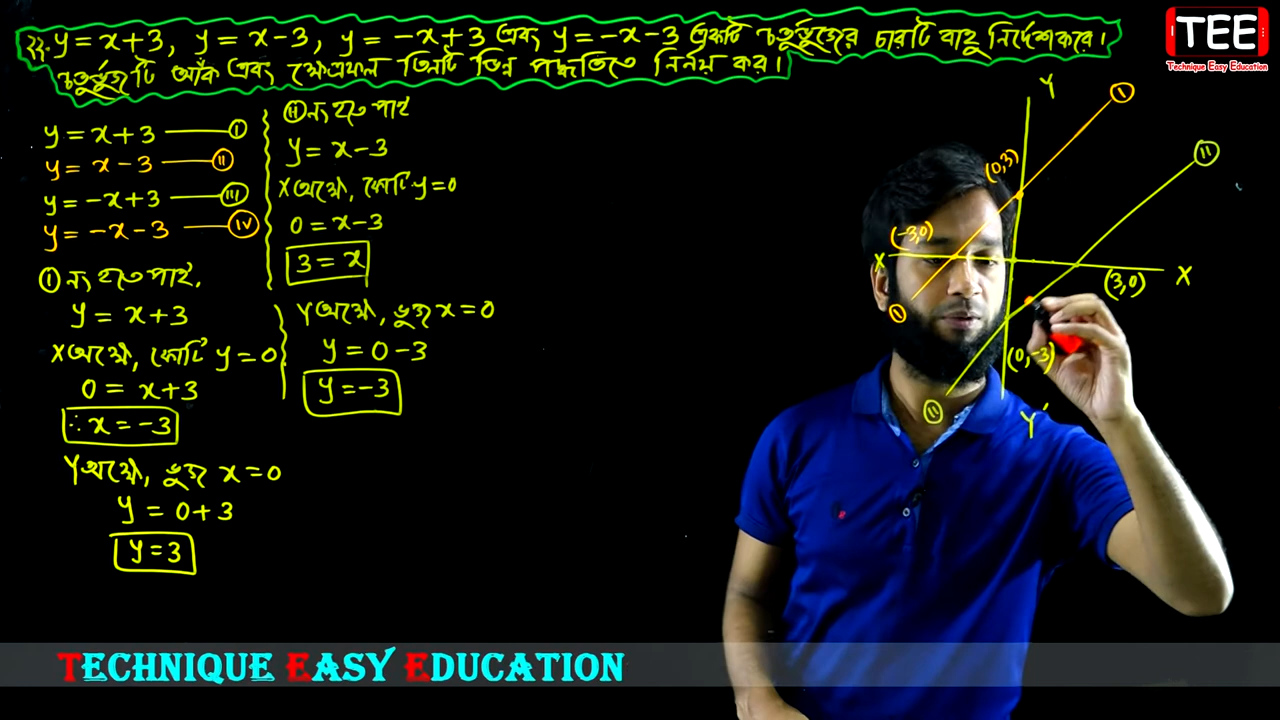 ২২. y = x+3, y = x-3, y = -x+3 এবং y = -x-3 একটি চতুর্ভুজের চারটি বাহু নির্দেশ করে।
চতুর্ভুজটি আঁক এবং ক্ষেত্রফল তিনটি ভিন্ন পদ্ধতিতে নির্ণয় কর।
TEE
Technique Easy Education
y = x+3 —— i
y = x-3 —— ii
y = -x+3 —— iii
y = -x-3 —— iv
i নং হতে পাই.
y = x+3
X অক্ষে, কোটি y=0
0 = x+3
∴ x = -3
Y অক্ষে, ভুজ x=0
y = 0+3
y=3
ii নং হতে পাই
y = x-3
X অক্ষে, কোটি y=0
0 = x-3
3 = x
Y অক্ষে, ভুজ x=0
y = 0-3
y=-3
Y
i
(0,3)
ii
(-3,0)
X
X
(3,0)
i
(0,-3)
ii
Y'
TECHNIQUE EASY EDUCATION